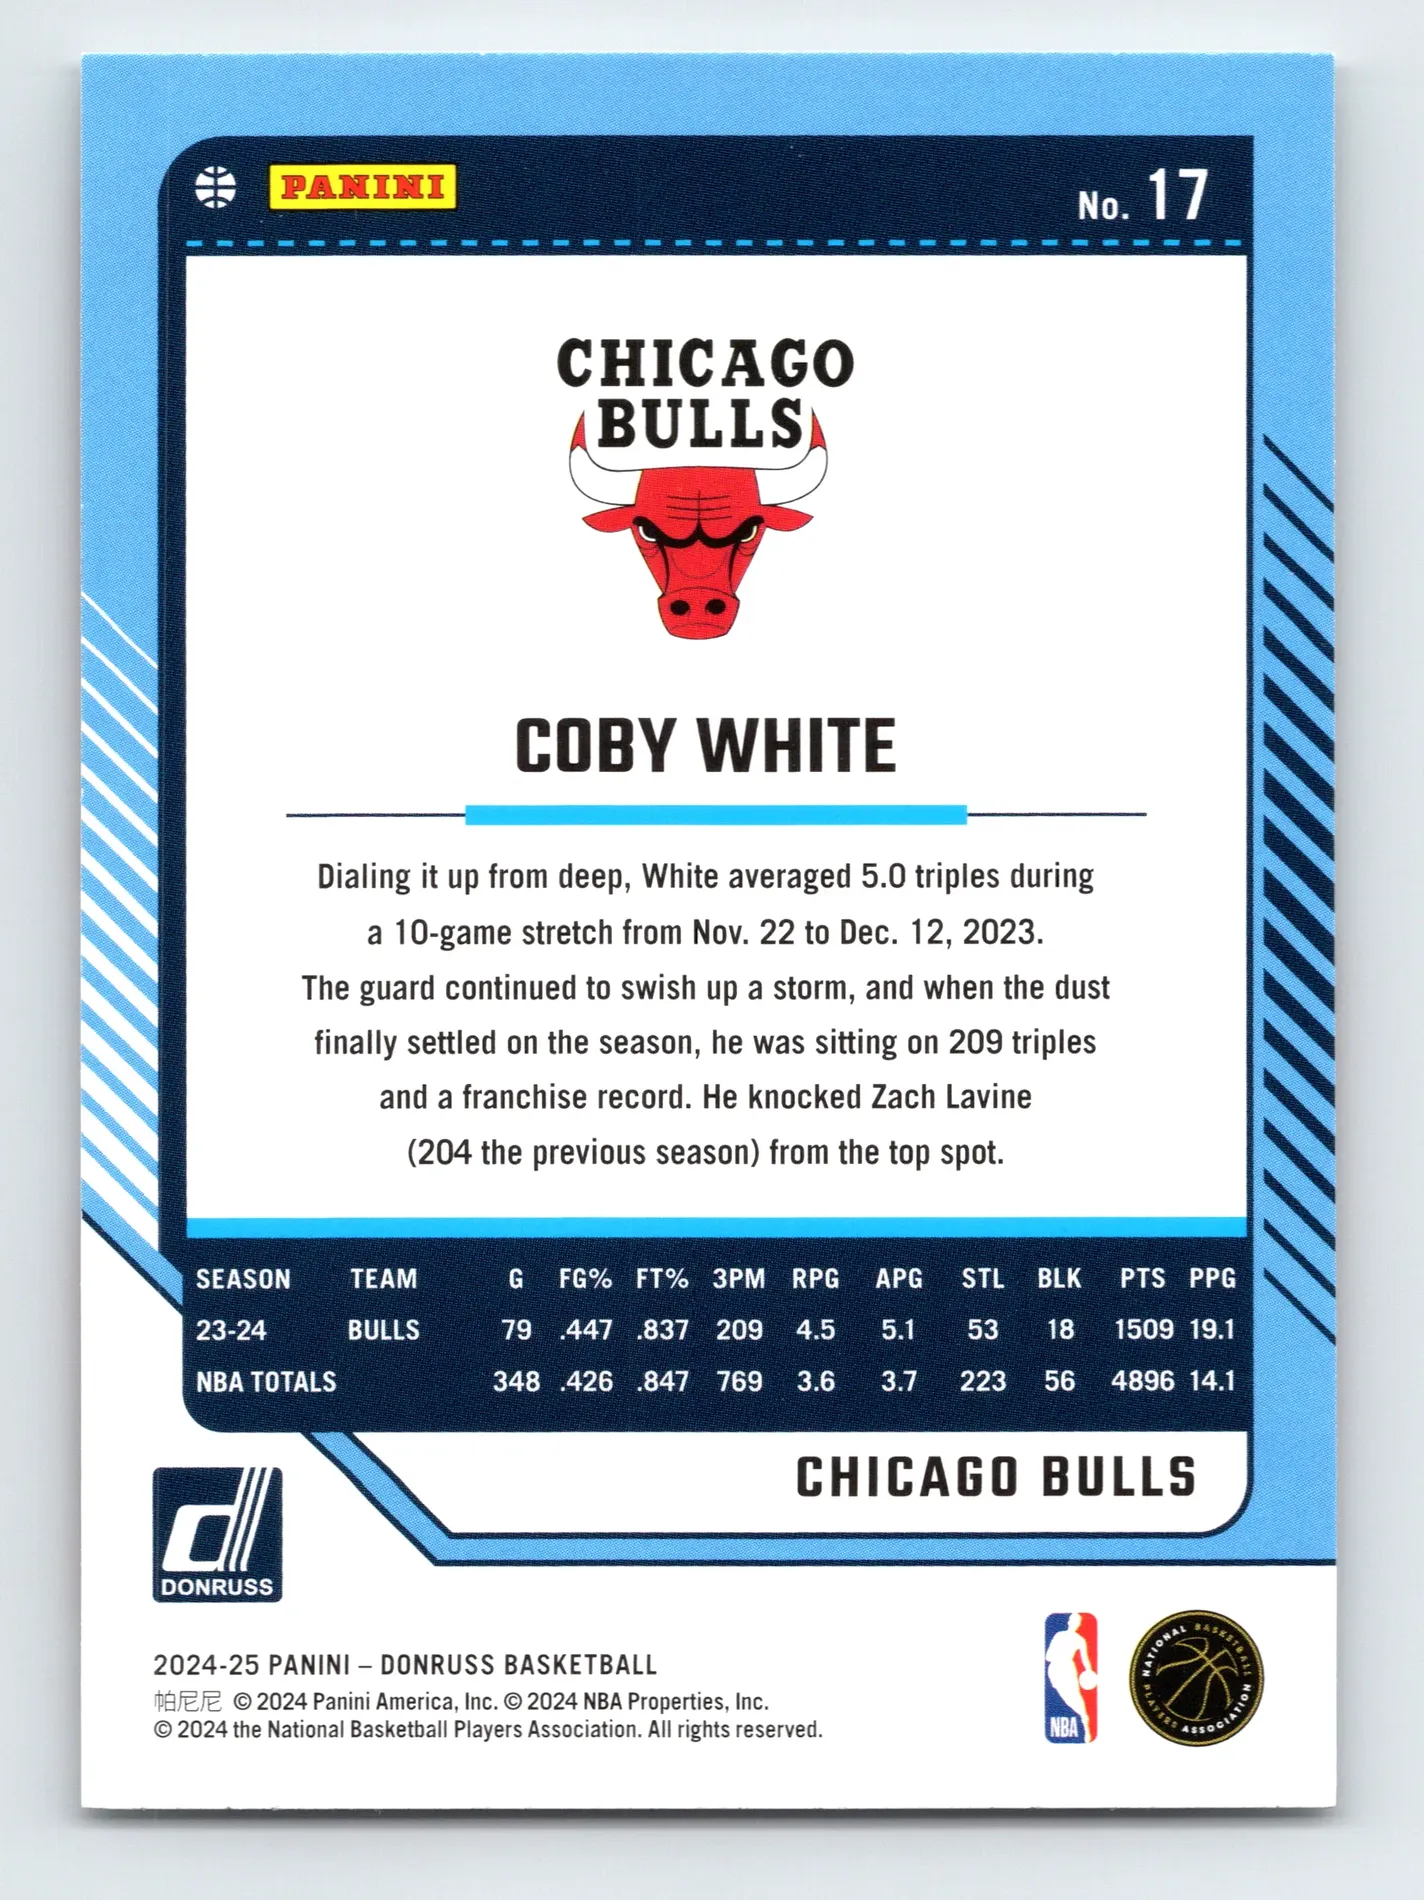 PANINI
No. 17
CHICAGO
BULLS
COBY WHITE
Dialing it up from deep, White averaged 5.0 triples during
a 10-game stretch from Nov. 22 to Dec. 12, 2023.
The guard continued to swish up a storm, and when the dust
finally settled on the season, he was sitting on 209 triples
and a franchise record. He knocked Zach Lavine
(204 the previous season) from the top spot.
SEASON TEAM G FG% FT% 3PM RPG APG STL BLK PTS PPG
23-24 BULLS 79 .447 .837 209 4.5 5.1 53 18 1509 19.1
NBA TOTALS 348 .426 .847 769 3.6 3.7 223 56 4896 14.1
CHICAGO BULLS
DONRUSS
2024-25 PANINI – DONRUSS BASKETBALL
帕尼尼 © 2024 Panini America, Inc. © 2024 NBA Properties, Inc.
© 2024 the National Basketball Players Association. All rights reserved.
NBA
NATIONAL BASKETBALL
PLAYERS ASSOCIATION